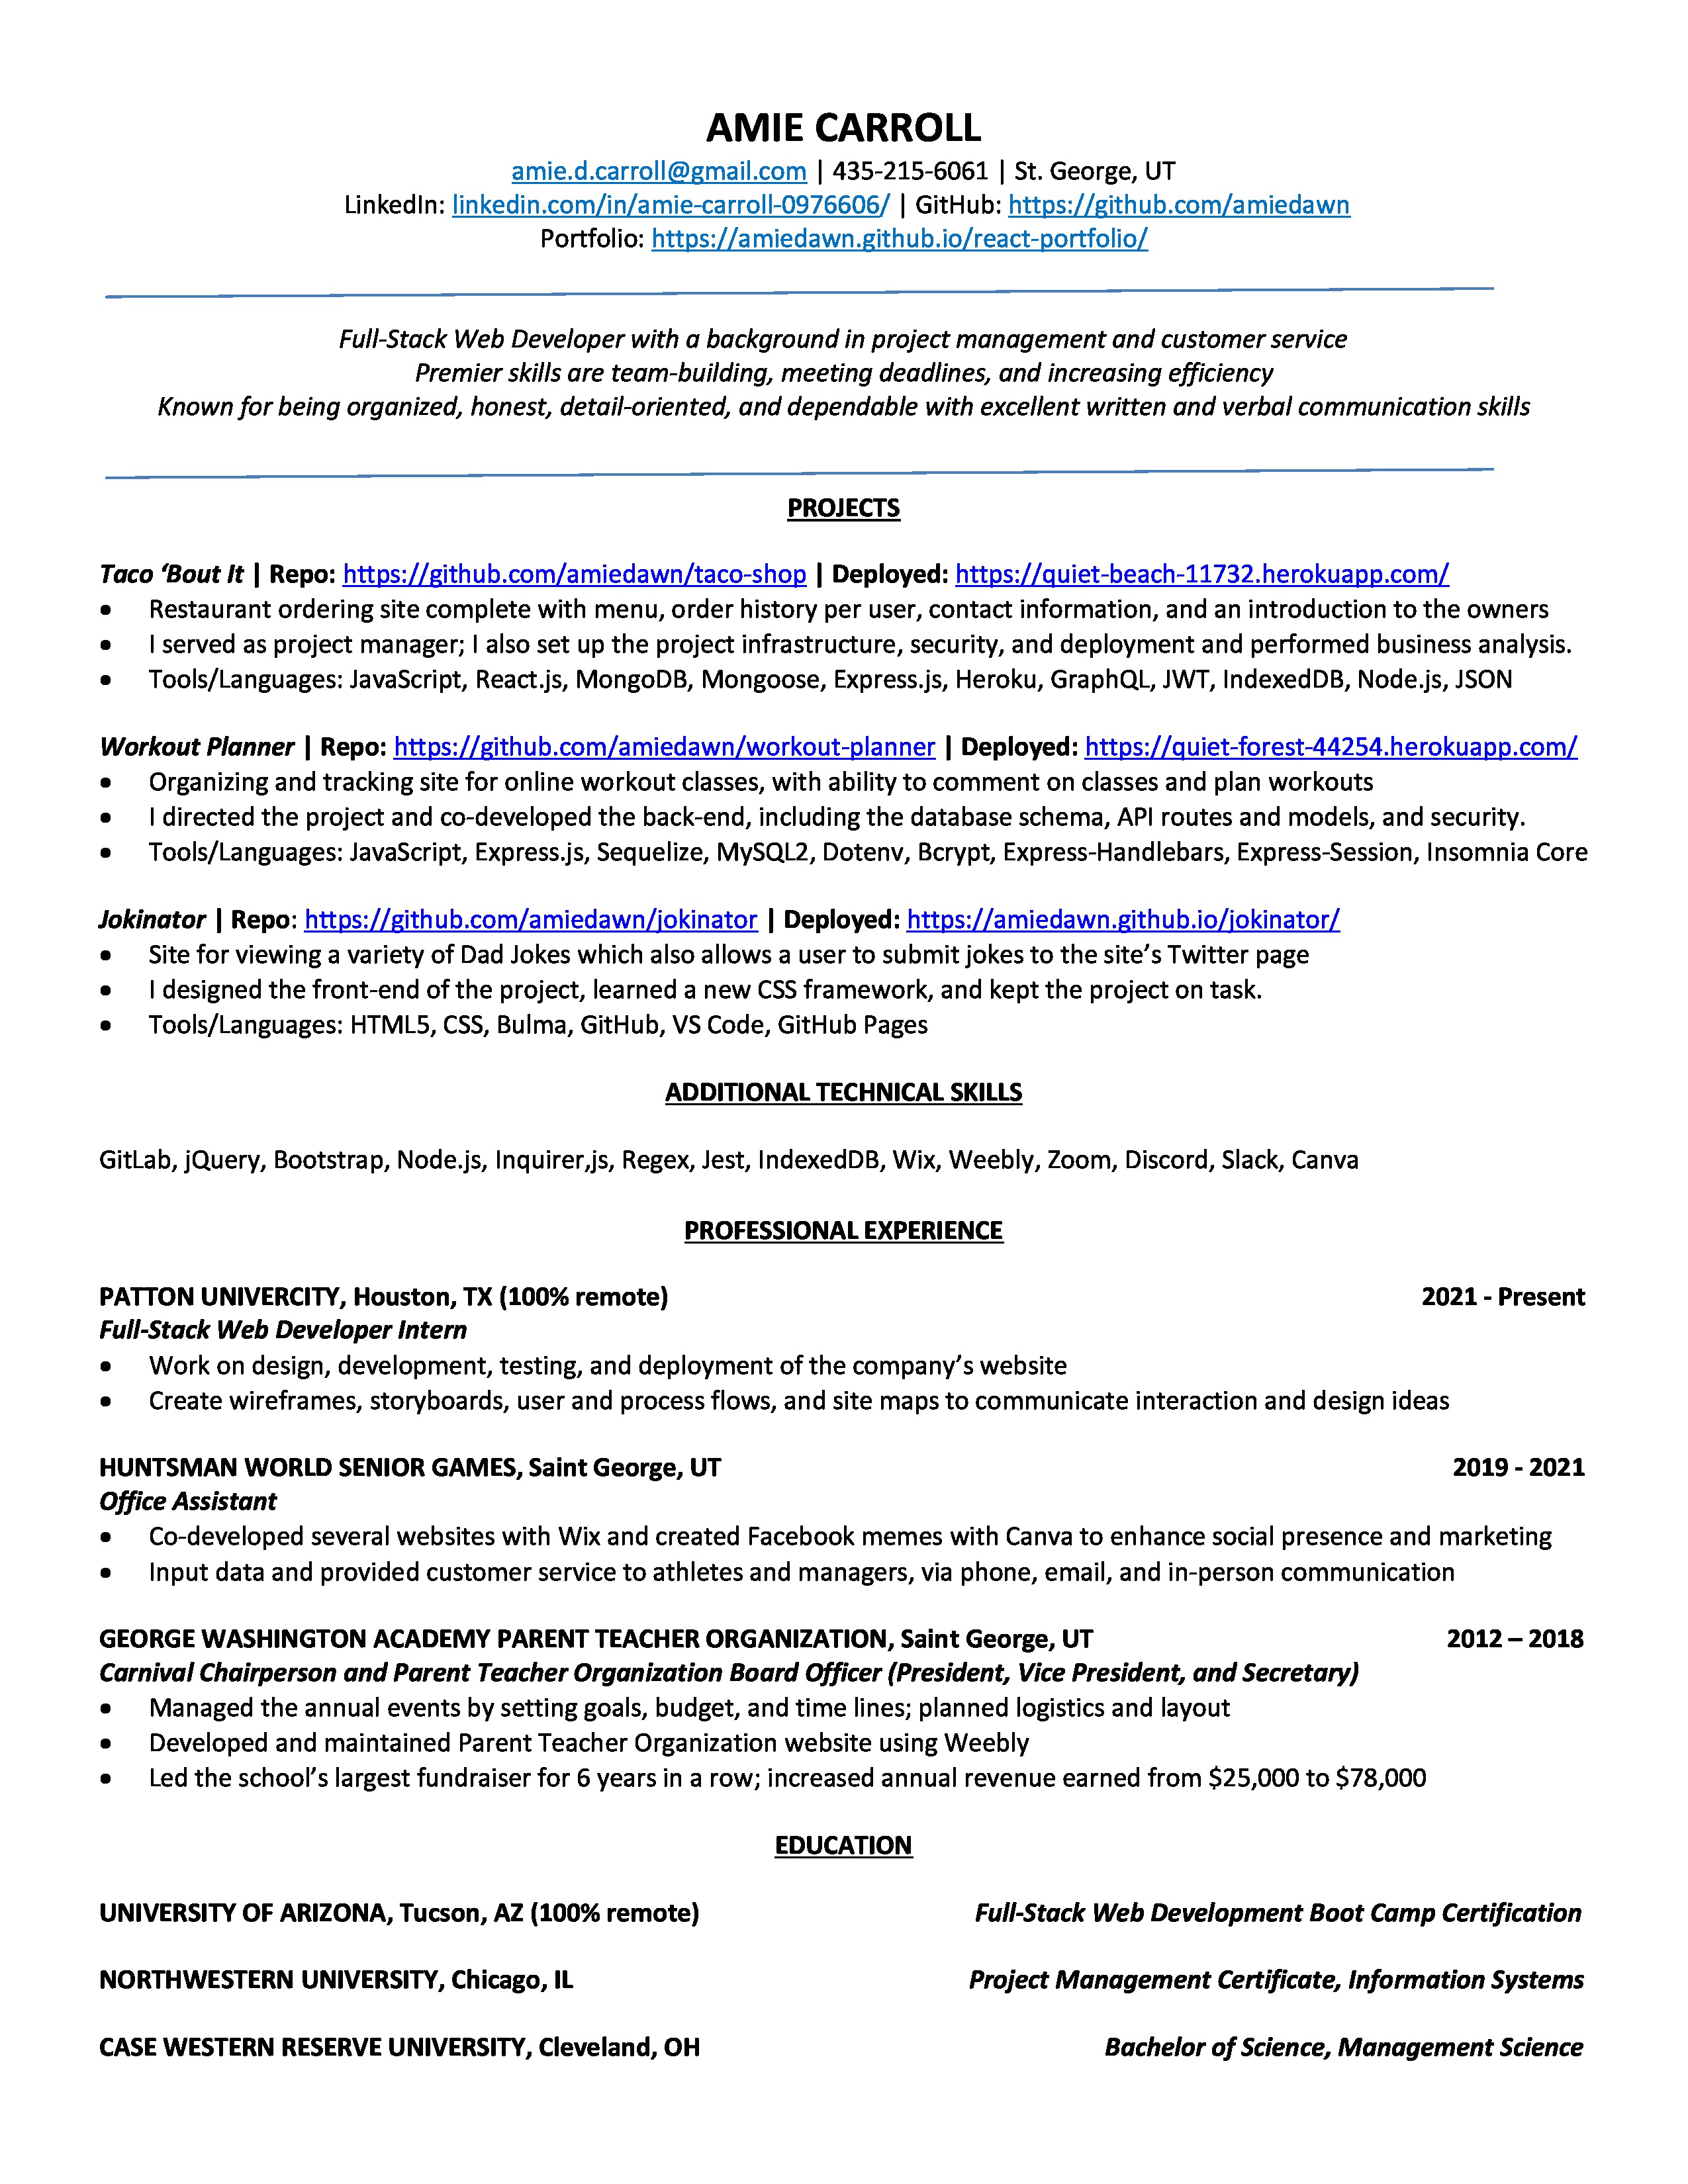 AMIE CARROLL
amie.d.carroll@gmail.com | 435-215-6061 | St. George, UT
LinkedIn: linkedin.com/in/amie-carroll-0976606/ | GitHub: https://github.com/amiedawn
Portfolio: https://amiedawn.github.io/react-portfolio/
Full-Stack Web Developer with a background in project management and customer service
Premier skills are team-building, meeting deadlines, and increasing efficiency
Known for being organized, honest, detail-oriented, and dependable with excellent written and verbal communication skills
PROJECTS
Taco ‘Bout It | Repo: https://github.com/amiedawn/taco-shop | Deployed: https://quiet-beach-11732.herokuapp.com/
• Restaurant ordering site complete with menu, order history per user, contact information, and an introduction to the owners
• I served as project manager; I also set up the project infrastructure, security, and deployment and performed business analysis.
• Tools/Languages: JavaScript, React.js, MongoDB, Mongoose, Express.js, Heroku, GraphQL, JWT, IndexedDB, Node.js, JSON
Workout Planner | Repo: https://github.com/amiedawn/workout-planner | Deployed: https://quiet-forest-44254.herokuapp.com/
• Organizing and tracking site for online workout classes, with ability to comment on classes and plan workouts
• I directed the project and co-developed the back-end, including the database schema, API routes and models, and security.
• Tools/Languages: JavaScript, Express.js, Sequelize, MySQL2, Dotenv, Bcrypt, Express-Handlebars, Express-Session, Insomnia Core
Jokinator | Repo: https://github.com/amiedawn/jokinator | Deployed: https://amiedawn.github.io/jokinator/
• Site for viewing a variety of Dad Jokes which also allows a user to submit jokes to the site’s Twitter page
• I designed the front-end of the project, learned a new CSS framework, and kept the project on task.
• Tools/Languages: HTML5, CSS, Bulma, GitHub, VS Code, GitHub Pages
ADDITIONAL TECHNICAL SKILLS
GitLab, jQuery, Bootstrap, Node.js, Inquirer,js, Regex, Jest, IndexedDB, Wix, Weebly, Zoom, Discord, Slack, Canva
PROFESSIONAL EXPERIENCE
PATTON UNIVERCITY, Houston, TX (100% remote) 2021 - Present
Full-Stack Web Developer Intern
• Work on design, development, testing, and deployment of the company’s website
• Create wireframes, storyboards, user and process flows, and site maps to communicate interaction and design ideas
HUNTSMAN WORLD SENIOR GAMES, Saint George, UT 2019 - 2021
Office Assistant
• Co-developed several websites with Wix and created Facebook memes with Canva to enhance social presence and marketing
• Input data and provided customer service to athletes and managers, via phone, email, and in-person communication
GEORGE WASHINGTON ACADEMY PARENT TEACHER ORGANIZATION, Saint George, UT 2012 – 2018
Carnival Chairperson and Parent Teacher Organization Board Officer (President, Vice President, and Secretary)
• Managed the annual events by setting goals, budget, and time lines; planned logistics and layout
• Developed and maintained Parent Teacher Organization website using Weebly
• Led the school’s largest fundraiser for 6 years in a row; increased annual revenue earned from $25,000 to $78,000
EDUCATION
UNIVERSITY OF ARIZONA, Tucson, AZ (100% remote) Full-Stack Web Development Boot Camp Certification
NORTHWESTERN UNIVERSITY, Chicago, IL Project Management Certificate, Information Systems
CASE WESTERN RESERVE UNIVERSITY, Cleveland, OH Bachelor of Science, Management Science